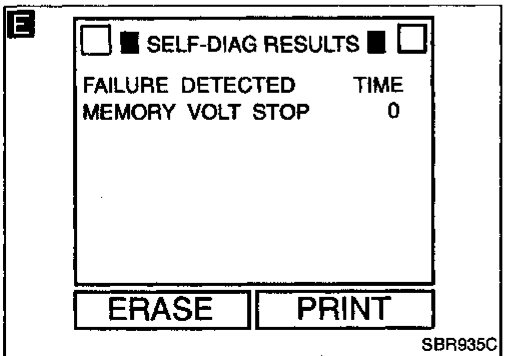 E
SELF-DIAG RESULTS
FAILURE DETECTED TIME
MEMORY VOLT STOP 0
ERASE PRINT
SBR935C